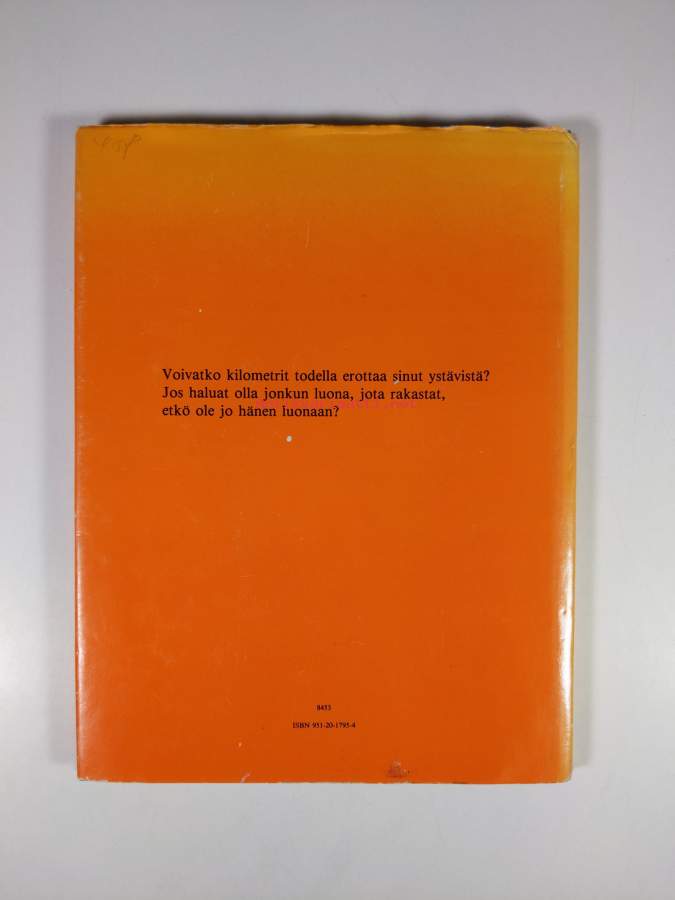 Voivatko kilometrit todella erottaa sinut ystävistä?
Jos haluat olla jonkun luona, jota rakastat,
etkö ole jo hänen luonaan?
8453
ISBN 951-20-1795-4